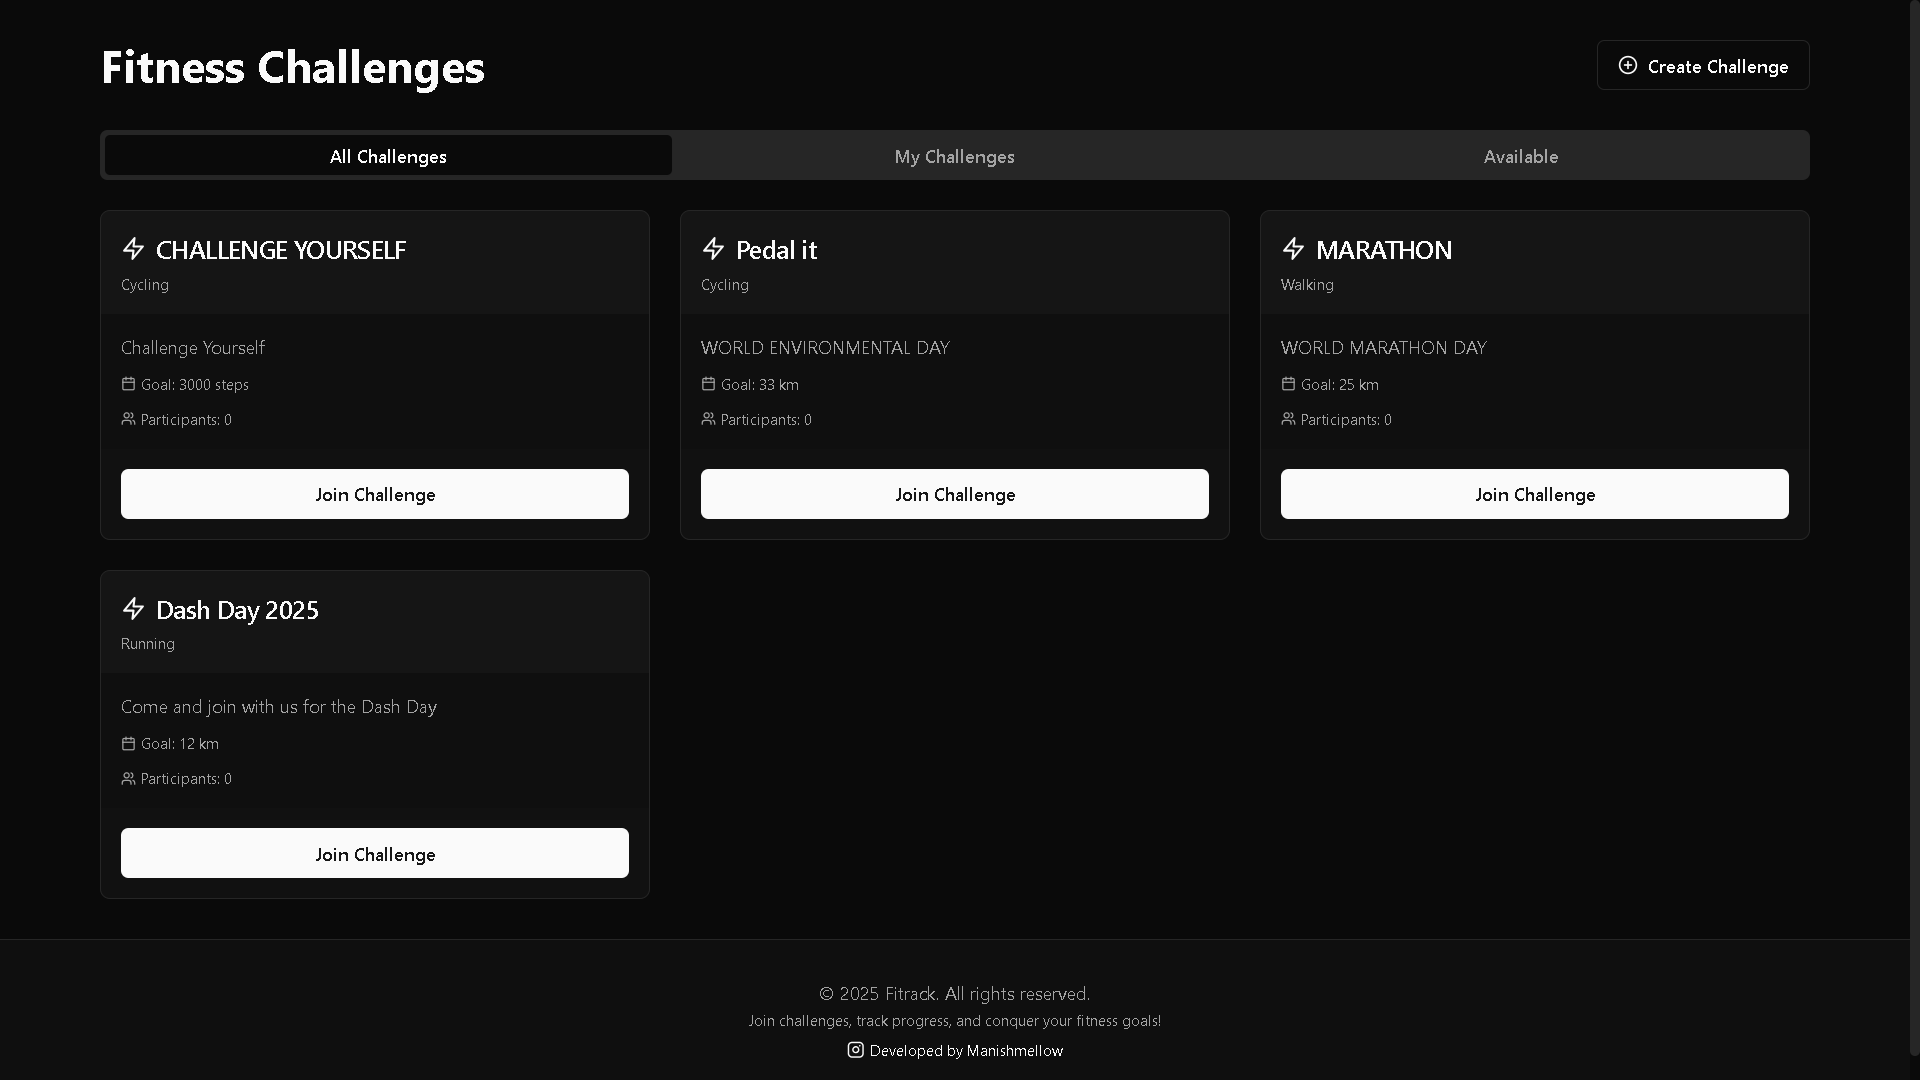 Fitness Challenges
Create Challenge
All Challenges
My Challenges
Available
CHALLENGE YOURSELF
Cycling
Challenge Yourself
Goal: 3000 steps
Participants: 0
Join Challenge
Pedal it
Cycling
WORLD ENVIRONMENTAL DAY
Goal: 33 km
Participants: 0
Join Challenge
MARATHON
Walking
WORLD MARATHON DAY
Goal: 25 km
Participants: 0
Join Challenge
Dash Day 2025
Running
Come and join with us for the Dash Day
Goal: 12 km
Participants: 0
Join Challenge
© 2025 Fitrack. All rights reserved.
Join challenges, track progress, and conquer your fitness goals!
Developed by Manishmellow